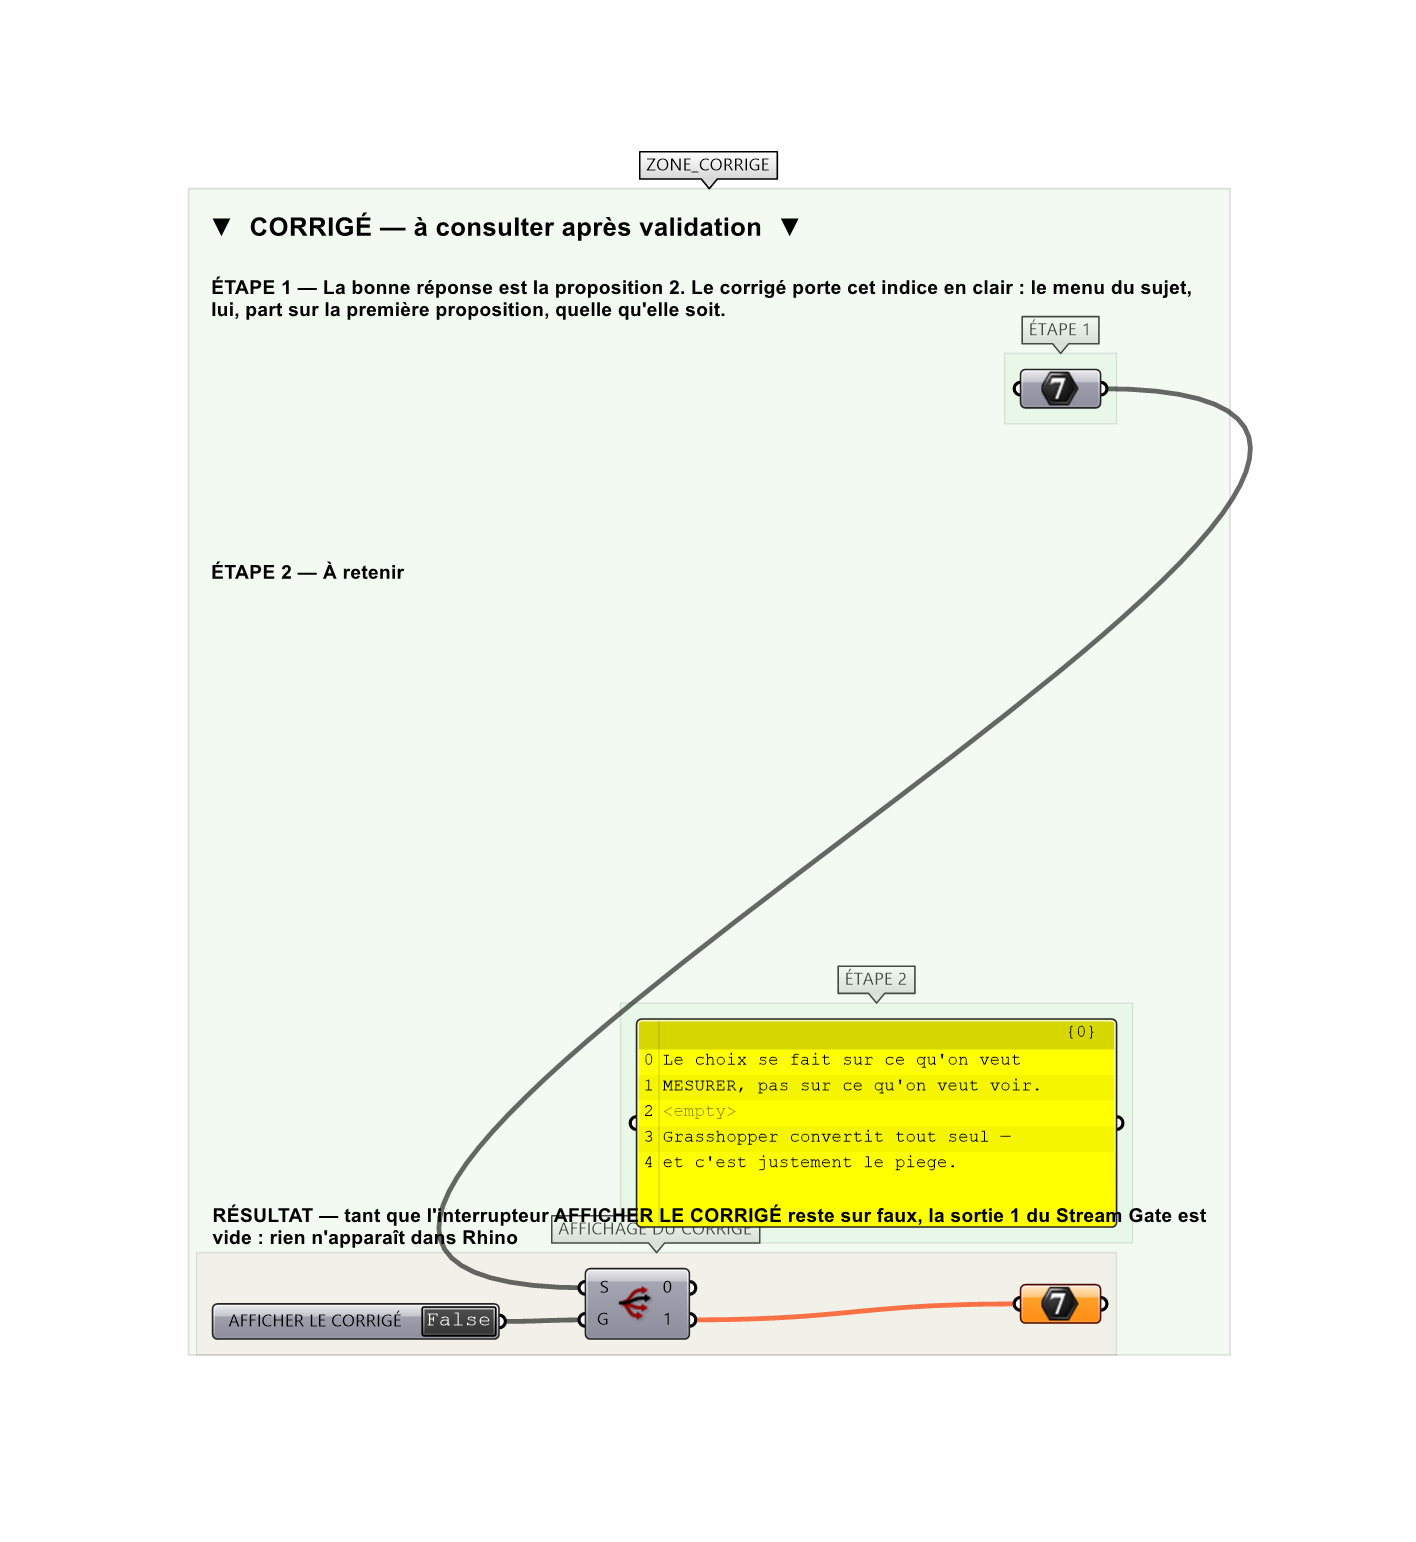 ZONE_CORRIGE
▼ CORRIGÉ — à consulter après validation ▼
ÉTAPE 1 — La bonne réponse est la proposition 2. Le corrigé porte cet indice en clair : le menu du sujet,
lui, part sur la première proposition, quelle qu'elle soit.
ÉTAPE 1
7
ÉTAPE 2 — À retenir
ÉTAPE 2
{0}
0 Le choix se fait sur ce qu'on veut
1 MESURER, pas sur ce qu'on veut voir.
2 <empty>
3 Grasshopper convertit tout seul —
4 et c'est justement le piege.
RÉSULTAT — tant que l'interrupteur AFFICHER LE CORRIGÉ reste sur faux, la sortie 1 du Stream Gate est
vide : rien n'apparaît dans Rhino
AFFICHAGE DU CORRIGÉ
S 0
7
AFFICHER LE CORRIGÉ False
G 1